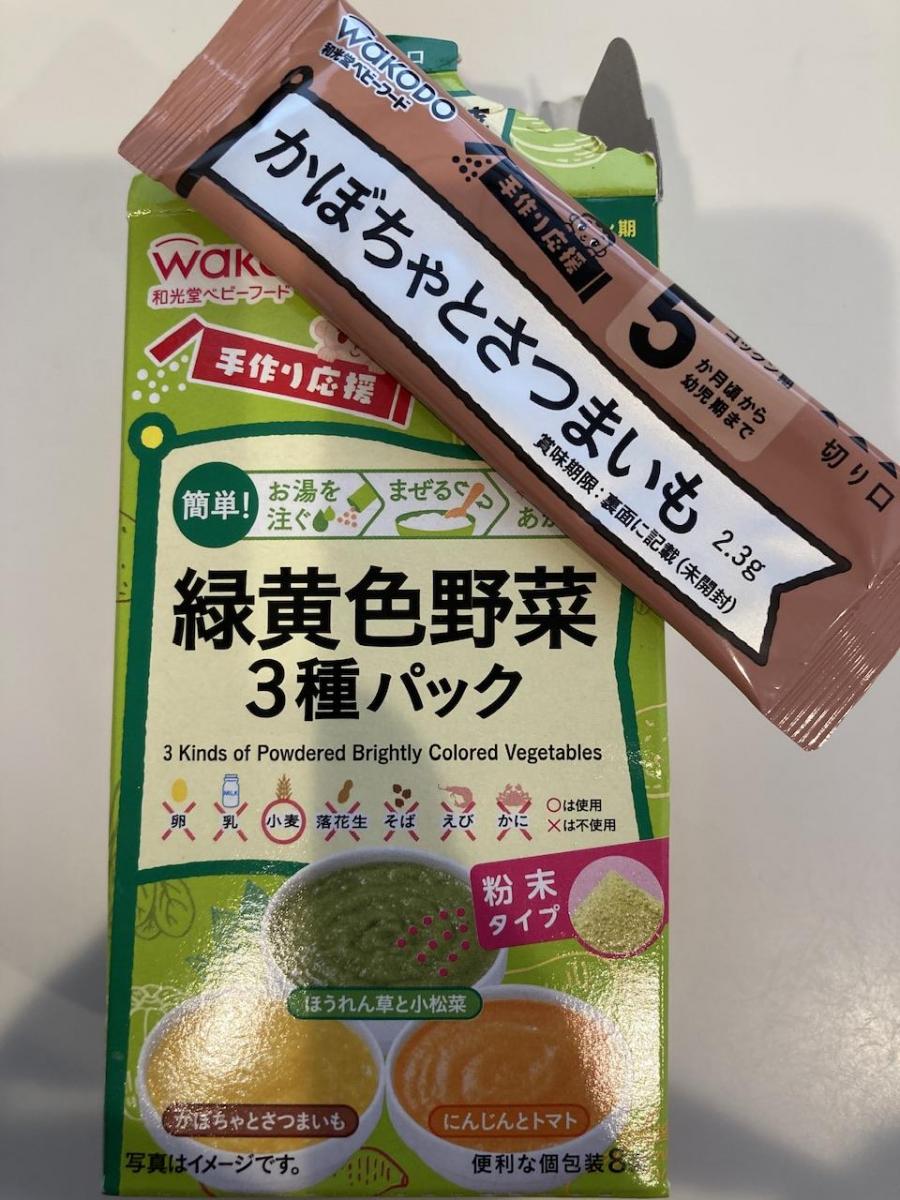 wakodo
和光堂ベビーフード
手作り応援
かぼちゃとさつまいも
2.3g
賞味期限:裏面に記載(未開封)
5
か月頃から
幼児期まで
切り口
期
和光堂ベビーフード
手作り応援
簡単!
お湯を
注ぐ
まぜる
緑黄色野菜
3種パック
3 Kinds of Powdered Brightly Colored Vegetables
MILK
卵 乳 小麦 落花生 そば えび かに
○は使用
×は不使用
粉末
タイプ
ほうれん草と小松菜
かぼちゃとさつまいも
にんじんとトマト
写真はイメージです。
便利な個包装8